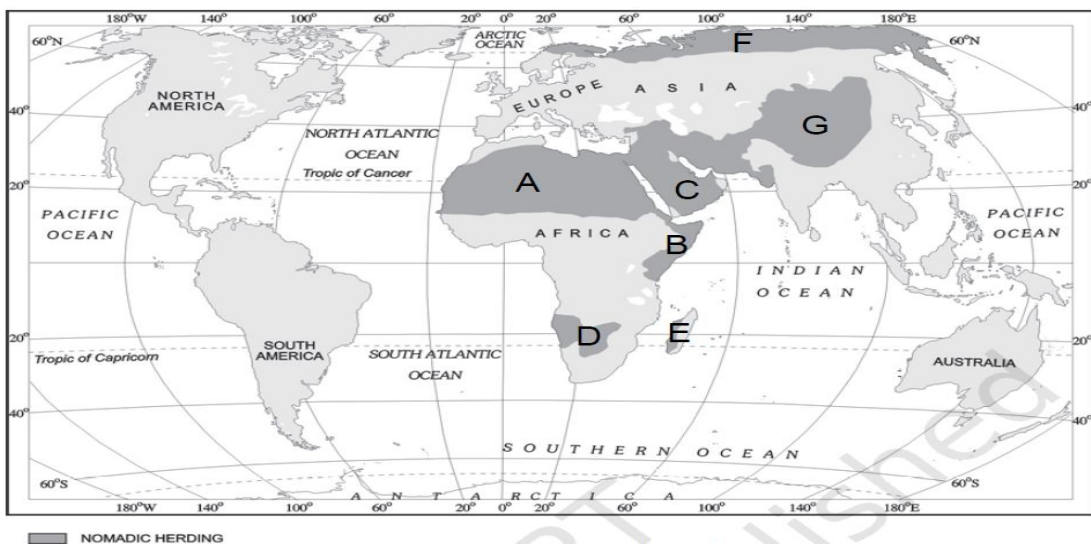 180°W 140° 100° 60° 20° 0° 20° 60° 100° 140° 180°E
ARCTIC
OCEAN
F
60°N
60°N
NORTH
AMERICA
EUROPE
ASIA
G
40°
40°
NORTH ATLANTIC
OCEAN
Tropic of Cancer
A
C
20°
20°
PACIFIC
OCEAN
AFRICA
B
PACIFIC
OCEAN
INDIAN
OCEAN
D
E
20°
20°
SOUTH
AMERICA
Tropic of Capricorn
SOUTH ATLANTIC
OCEAN
AUSTRALIA
40°
40°
SOUTHERN OCEAN
60°S
60°S
ANTARCTICA
180°W 140° 100° 60° 20° 0° 20° 60° 100° 140° 180°E
NOMADIC HERDING